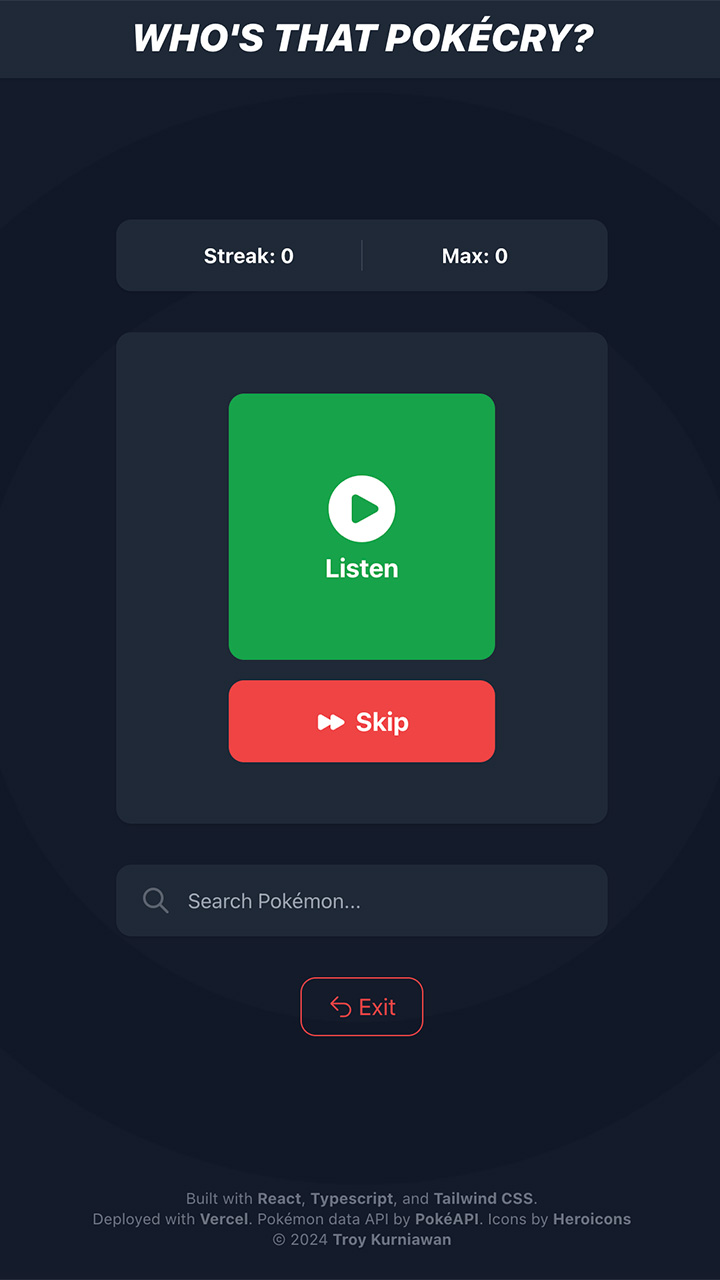 WHO'S THAT POKÉCRY?
Streak: 0
Max: 0
Listen
Skip
Search Pokémon...
Exit
Built with React, Typescript, and Tailwind CSS.
Deployed with Vercel. Pokémon data API by PokéAPI. Icons by Heroicons
© 2024 Troy Kurniawan